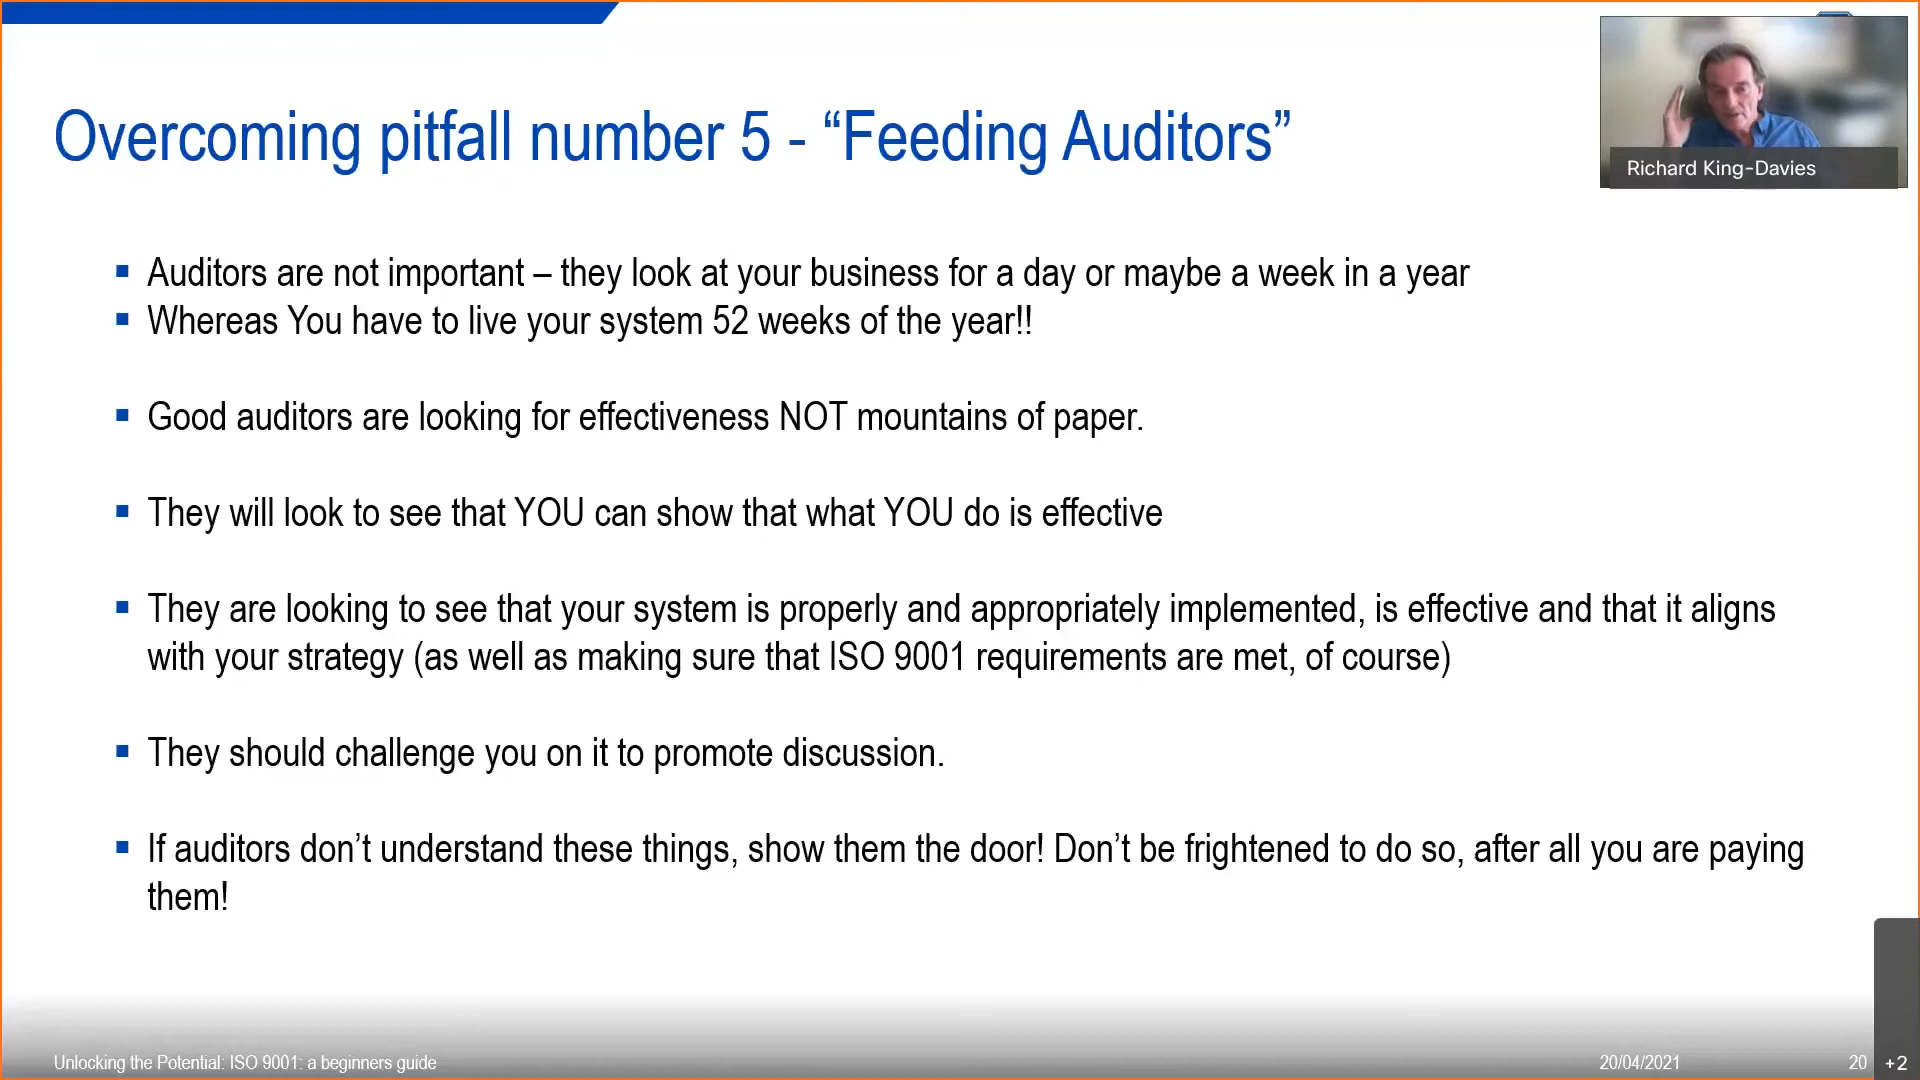 Overcoming pitfall number 5 - “Feeding Auditors”
Richard King-Davies
▪ Auditors are not important – they look at your business for a day or maybe a week in a year
▪ Whereas You have to live your system 52 weeks of the year!!
▪ Good auditors are looking for effectiveness NOT mountains of paper.
▪ They will look to see that YOU can show that what YOU do is effective
▪ They are looking to see that your system is properly and appropriately implemented, is effective and that it aligns
with your strategy (as well as making sure that ISO 9001 requirements are met, of course)
▪ They should challenge you on it to promote discussion.
▪ If auditors don’t understand these things, show them the door! Don’t be frightened to do so, after all you are paying
them!
Unlocking the Potential: ISO 9001: a beginners guide
20/04/2021
20
+2